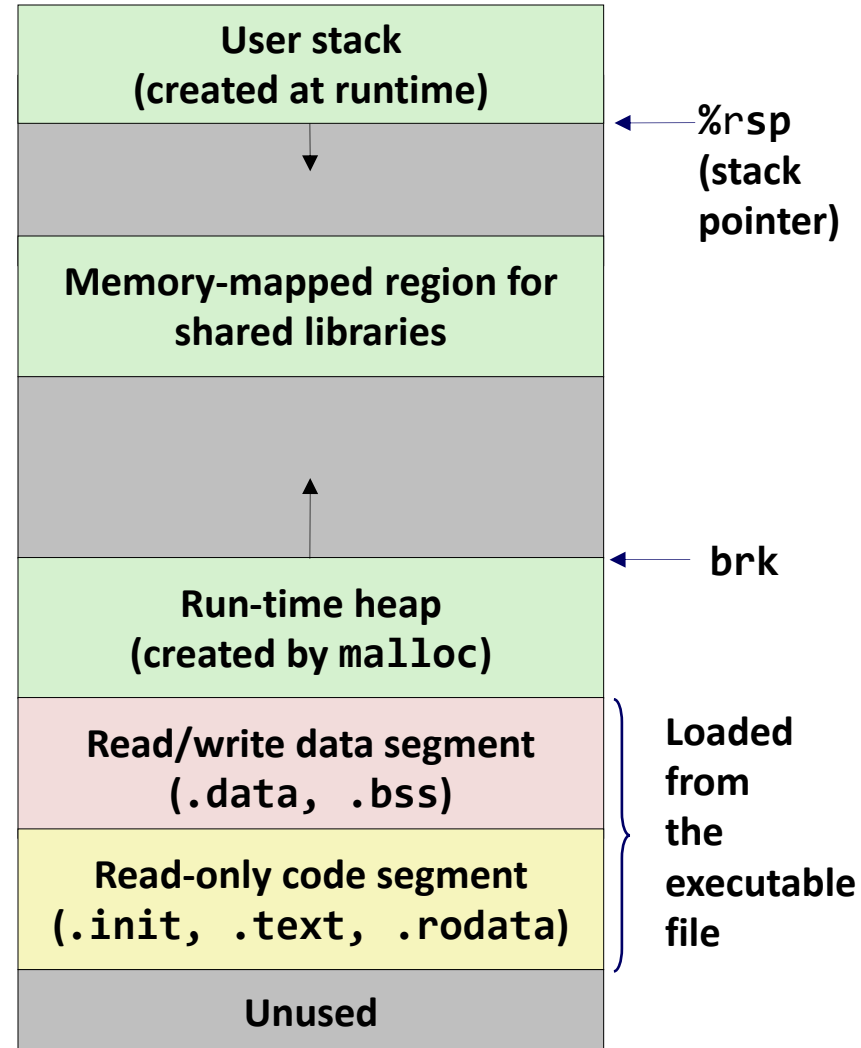 User stack
(created at runtime)
%rsp
(stack
pointer)
Memory-mapped region for
shared libraries
brk
Run-time heap
(created by malloc)
Read/write data segment
(.data, .bss)
Loaded
from
the
executable
file
Read-only code segment
(.init, .text, .rodata)
Unused